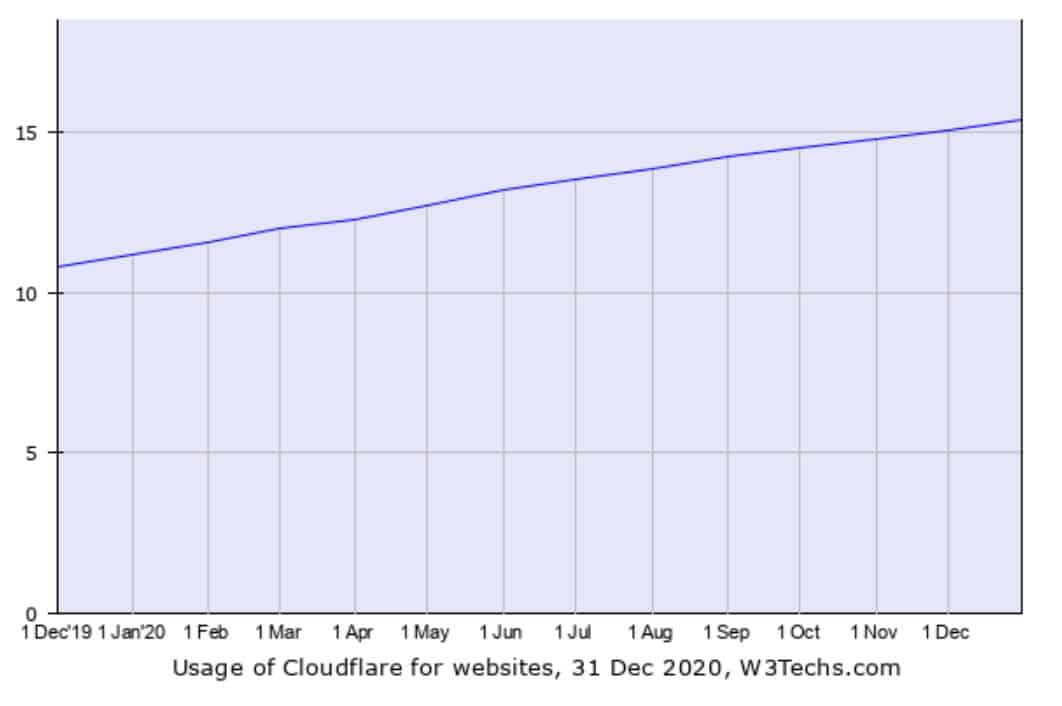 15
10
5
0
1 Dec'19 1 Jan'20 1 Feb 1 Mar 1 Apr 1 May 1 Jun 1 Jul 1 Aug 1 Sep 1 Oct 1 Nov 1 Dec
Usage of Cloudflare for websites, 31 Dec 2020, W3Techs.com